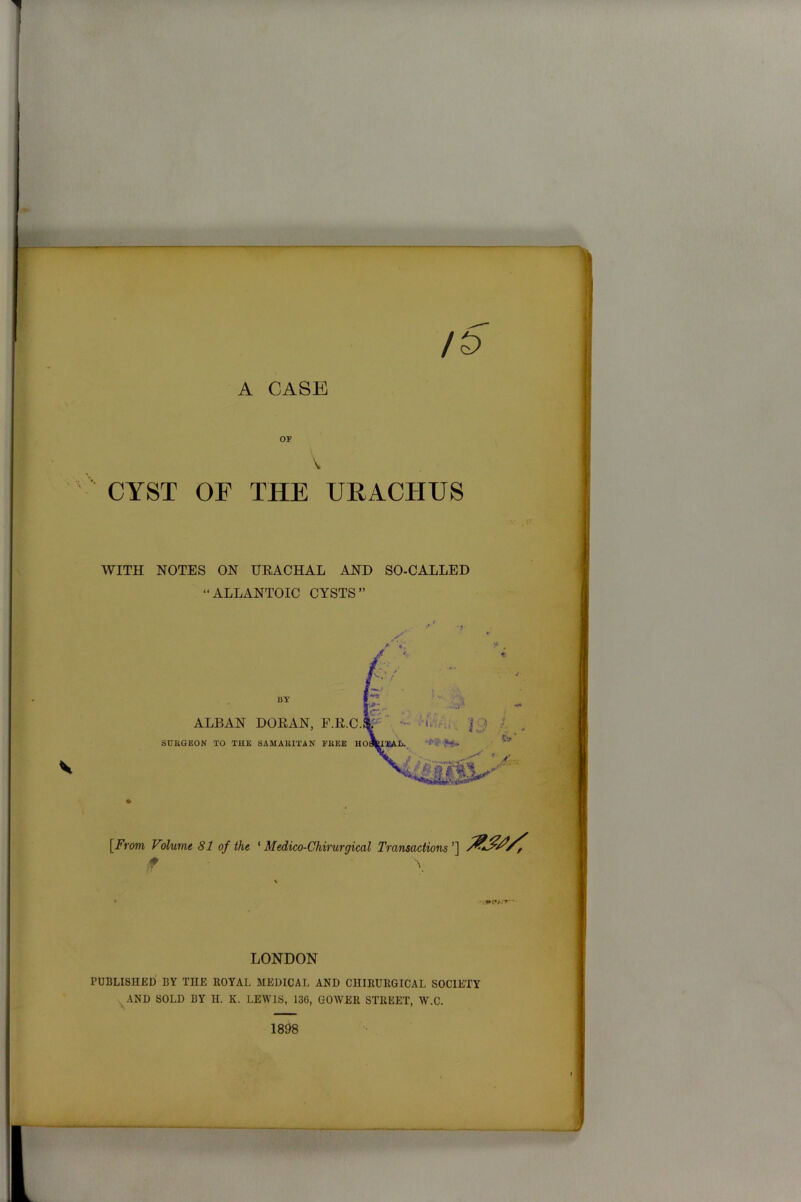 15
A CASE
OF
CYST OF THE URACHUS
WITH NOTES ON URACHAL AND SO-CALLED
“ALLANTOIC CYSTS”
BY
ALBAN DORAN, F.R.C.S.
SURGEON TO THE SAMARITAN FREE HOSPITAL.
[From Volume 81 of the ‘Medico-Chirurgical Transactions’]
LONDON
PUBLISHED BY THE ROYAL MEDICAL AND CHIRURGICAL SOCIETY
AND SOLD BY H. K. LEWIS, 136, GOWER STREET, W.C.
1898